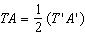 TA = 1/2 (T'A')